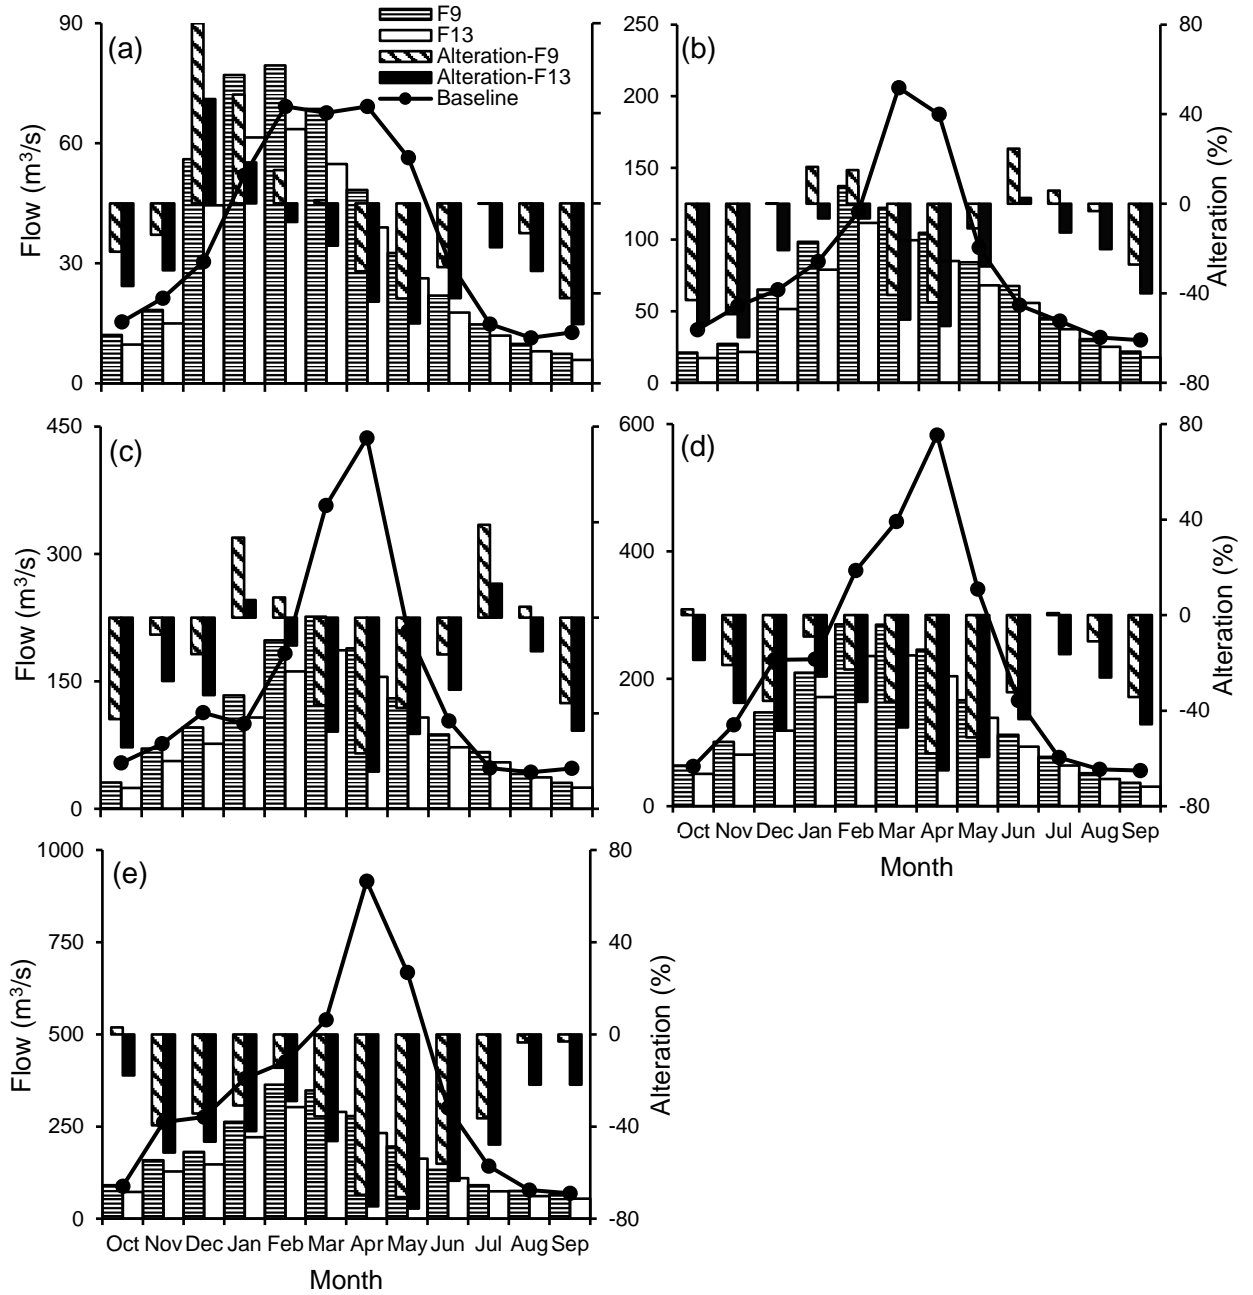 F9
F13
Alteration-F9
Alteration-F13
Baseline
(a)
90
60
30
0
Flow (m³/s)
(b)
250
200
150
100
50
0
80
40
0
-40
-80
Alteration (%)
(c)
450
300
150
0
Flow (m³/s)
(d)
600
400
200
0
80
40
0
-40
-80
Alteration (%)
Oct Nov Dec Jan Feb Mar Apr May Jun Jul Aug Sep
Month
(e)
1000
750
500
250
0
Flow (m³/s)
80
40
0
-40
-80
Alteration (%)
Oct Nov Dec Jan Feb Mar Apr May Jun Jul Aug Sep
Month